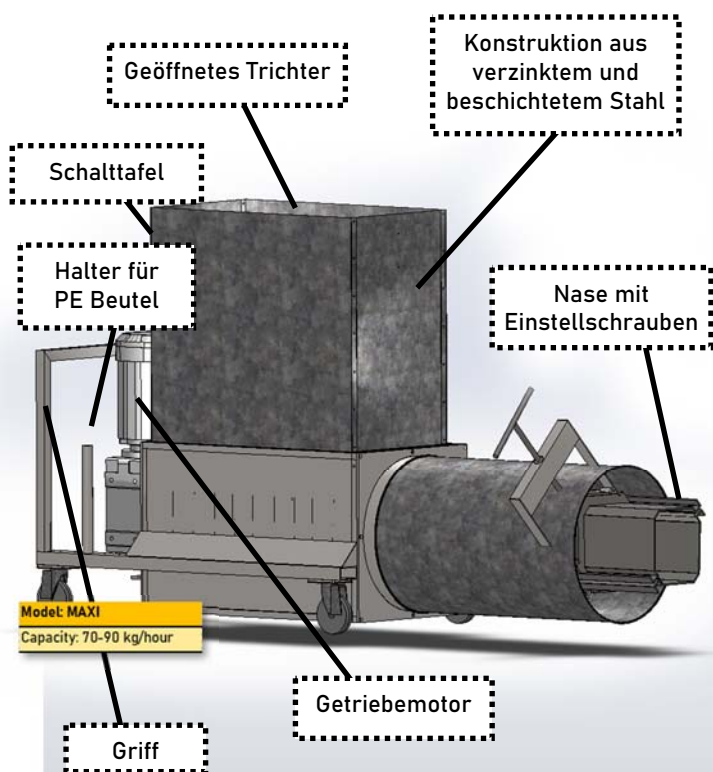 Geöffnetes Trichter
Konstruktion aus
verzinktem und
beschichtetem Stahl
Schalttafel
Halter für
PE Beutel
Nase mit
Einstellschrauben
Model: MAXI
Capacity: 70-90 kg/hour
Getriebemotor
Griff